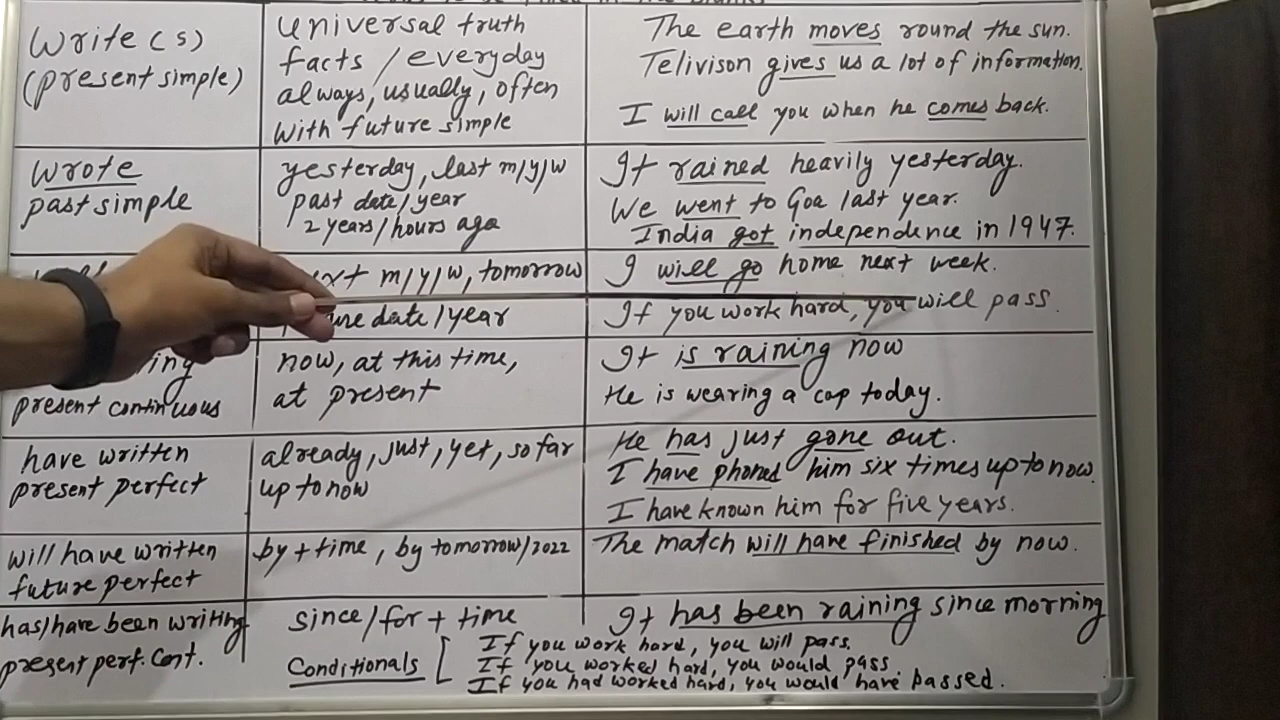 Write(s)
(present simple)
universal truth
facts / everyday
always, usually, often
with future simple
The earth moves round the sun.
Telivison gives us a lot of information.
I will call you when he comes back.
Wrote
past simple
yesterday, last m/y/w
past date/year
2 years/hours ago
It rained heavily yesterday.
We went to Goa last year.
India got independence in 1947.
m/y/w, tomorrow
date/year
I will go home next week.
If you work hard, you will pass.
present continuous
now, at this time,
at present
It is raining now
He is wearing a cap today.
have written
present perfect
already, just, yet, so far
up to now
He has just gone out.
I have phoned him six times up to now.
I have known him for five years.
will have written
future perfect
by + time, by tomorrow/2022
The match will have finished by now.
has/have been writing
present perf. cont.
since/for + time
It has been raining since morning
Conditionals
If you work hard, you will pass.
If you worked hard, you would pass.
If you had worked hard, you would have passed.